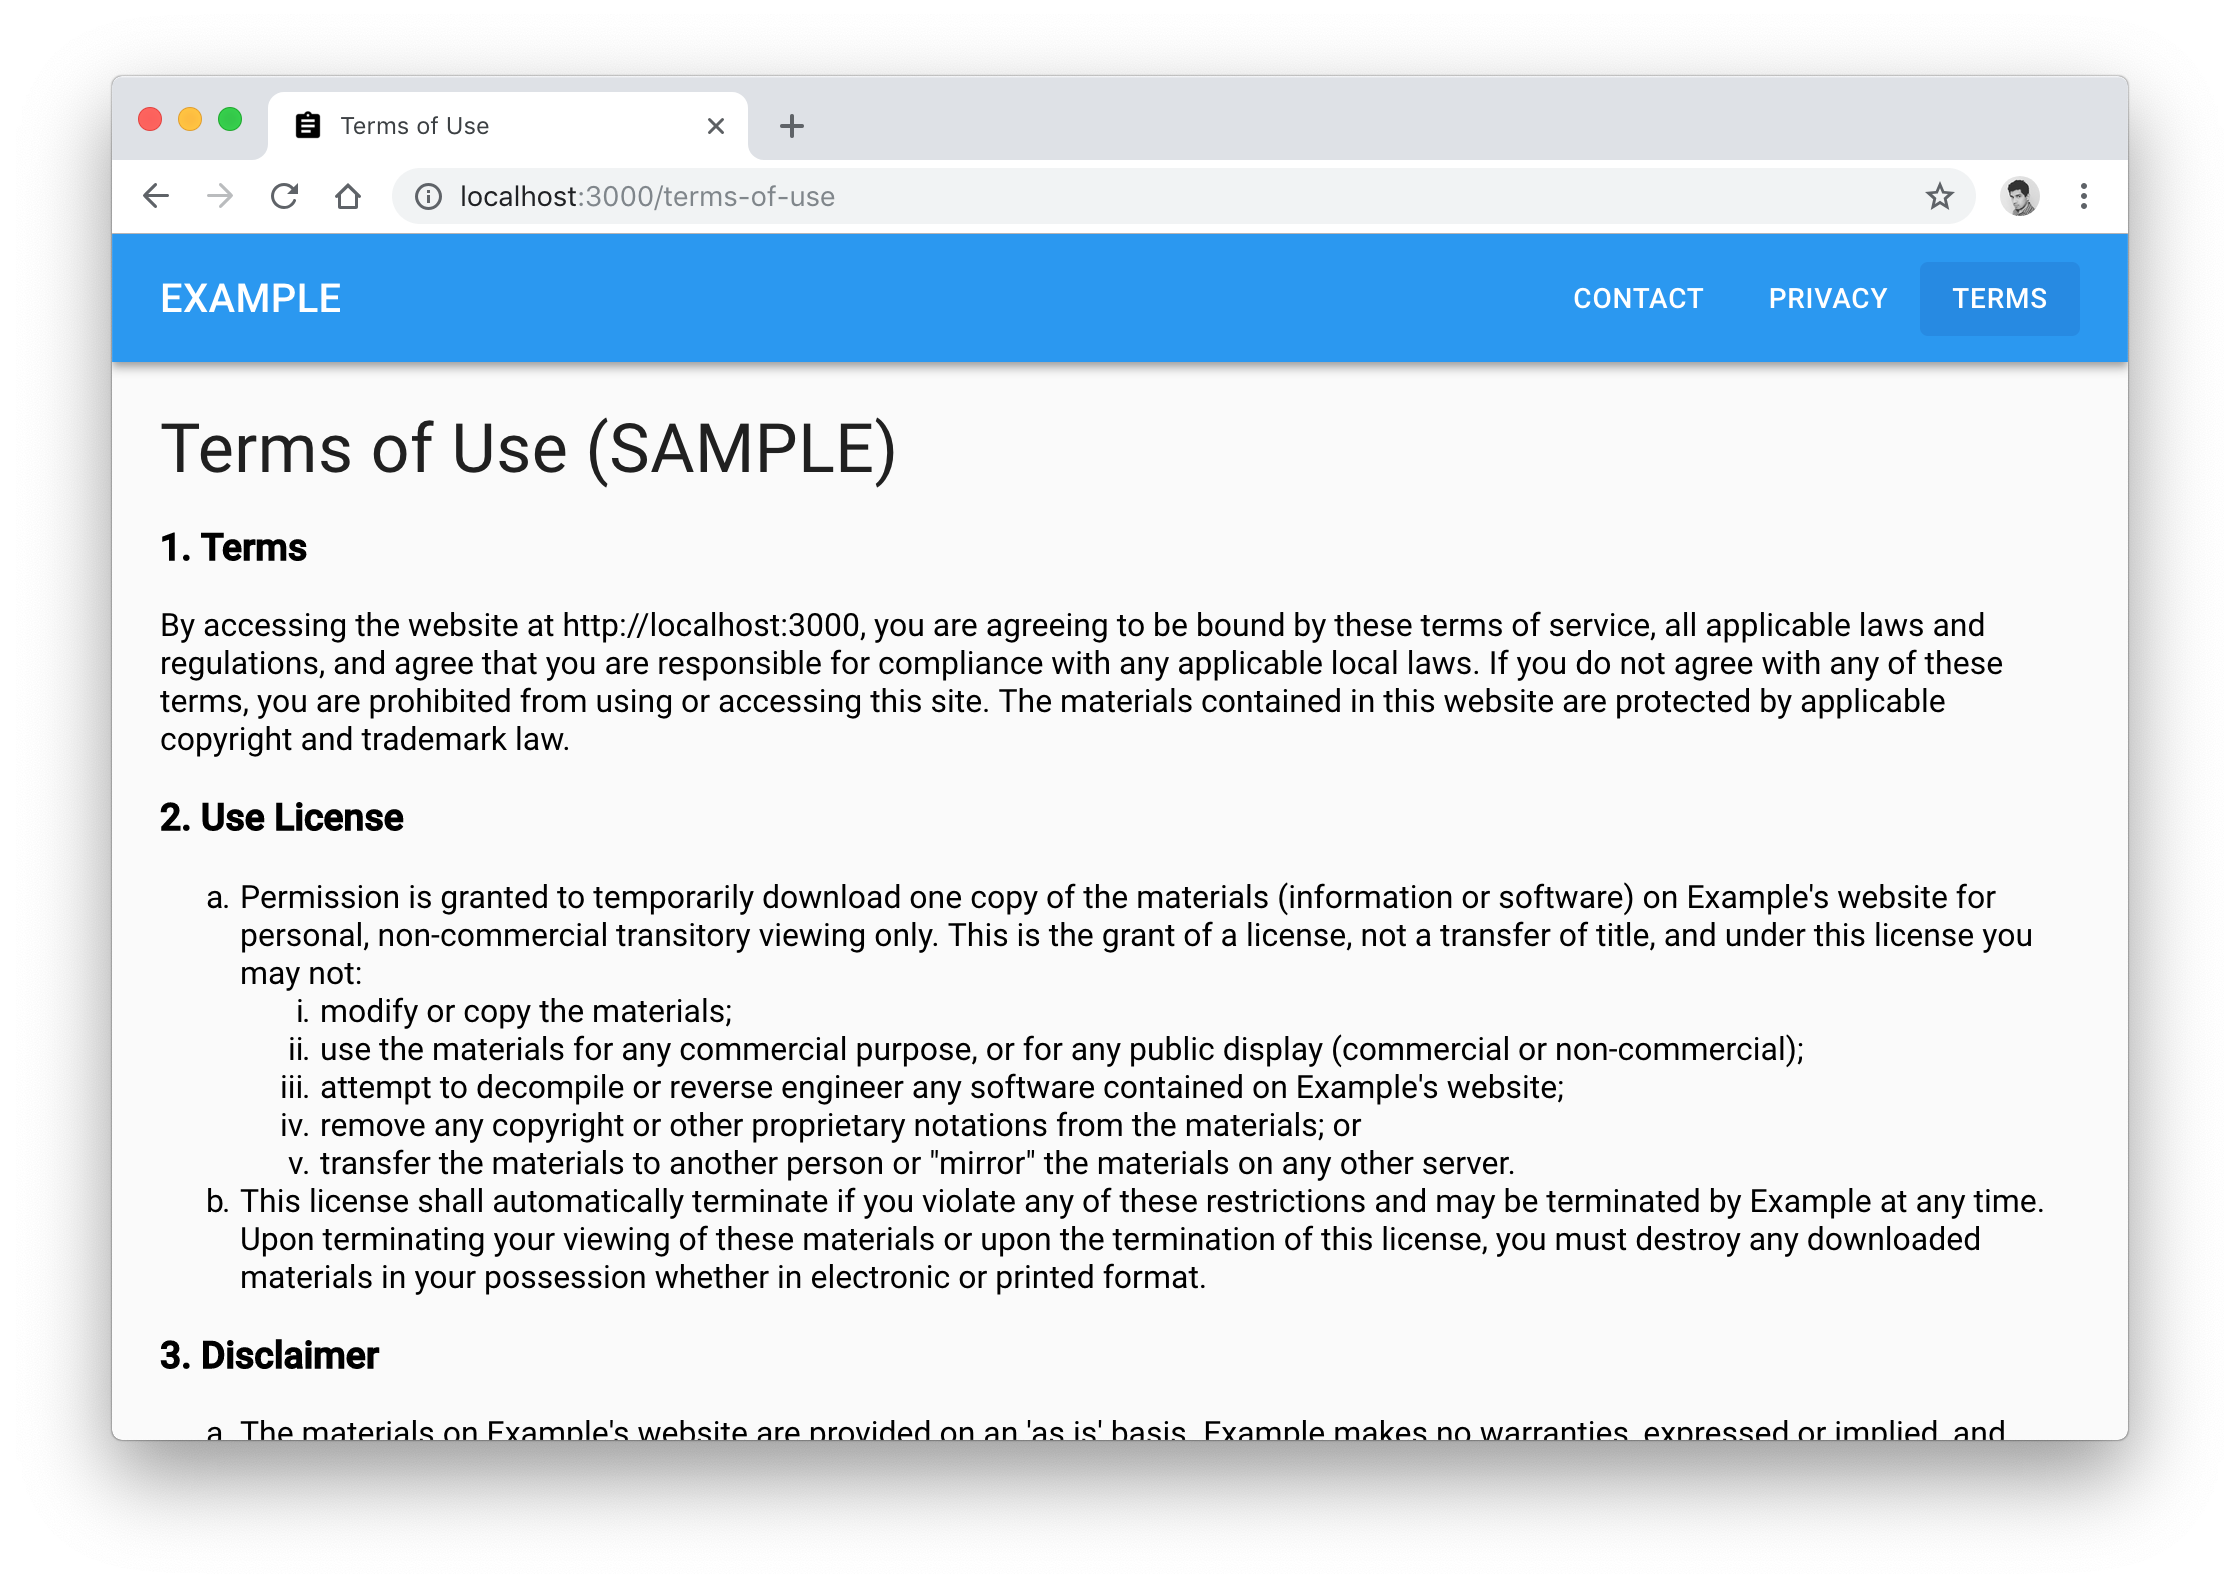 Terms of Use
localhost:3000/terms-of-use
EXAMPLE
CONTACT
PRIVACY
TERMS
Terms of Use (SAMPLE)
1. Terms
By accessing the website at http://localhost:3000, you are agreeing to be bound by these terms of service, all applicable laws and
regulations, and agree that you are responsible for compliance with any applicable local laws. If you do not agree with any of these
terms, you are prohibited from using or accessing this site. The materials contained in this website are protected by applicable
copyright and trademark law.
2. Use License
a. Permission is granted to temporarily download one copy of the materials (information or software) on Example's website for
personal, non-commercial transitory viewing only. This is the grant of a license, not a transfer of title, and under this license you
may not:
i. modify or copy the materials;
ii. use the materials for any commercial purpose, or for any public display (commercial or non-commercial);
iii. attempt to decompile or reverse engineer any software contained on Example's website;
iv. remove any copyright or other proprietary notations from the materials; or
v. transfer the materials to another person or "mirror" the materials on any other server.
b. This license shall automatically terminate if you violate any of these restrictions and may be terminated by Example at any time.
Upon terminating your viewing of these materials or upon the termination of this license, you must destroy any downloaded
materials in your possession whether in electronic or printed format.
3. Disclaimer
a. The materials on Example's website are provided on an 'as is' basis. Example makes no warranties, expressed or implied, and